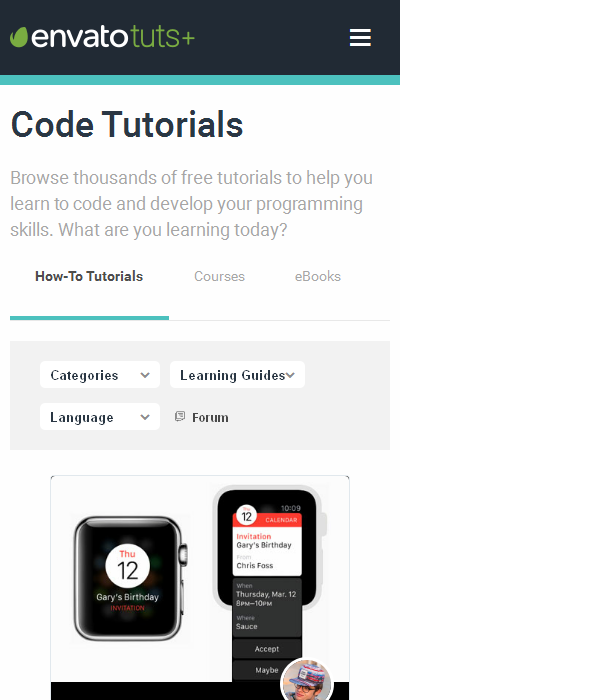 envatotuts+
Code Tutorials
Browse thousands of free tutorials to help you
learn to code and develop your programming
skills. What are you learning today?
How-To Tutorials Courses eBooks
Categories Learning Guides
Language Forum
Thu
12
Gary's Birthday
INVITATION
10:09
Thu
12
CALENDAR
Invitation
Gary's Birthday
From
Chris Foss
When
Thursday, Mar. 12
8PM–10PM
Where
Sauce
Accept
Maybe